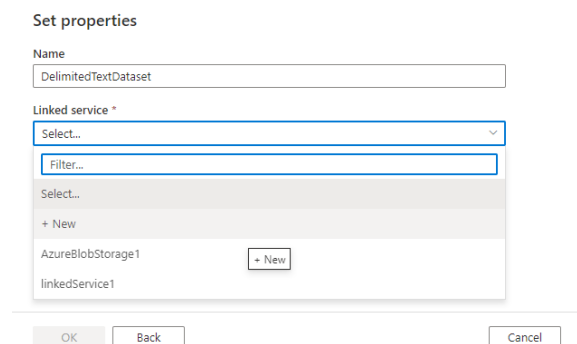 Set properties
Name
DelimitedTextDataset
Linked service *
Select...
Filter...
Select...
+ New
AzureBlobStorage1
+ New
linkedService1
OK Back Cancel